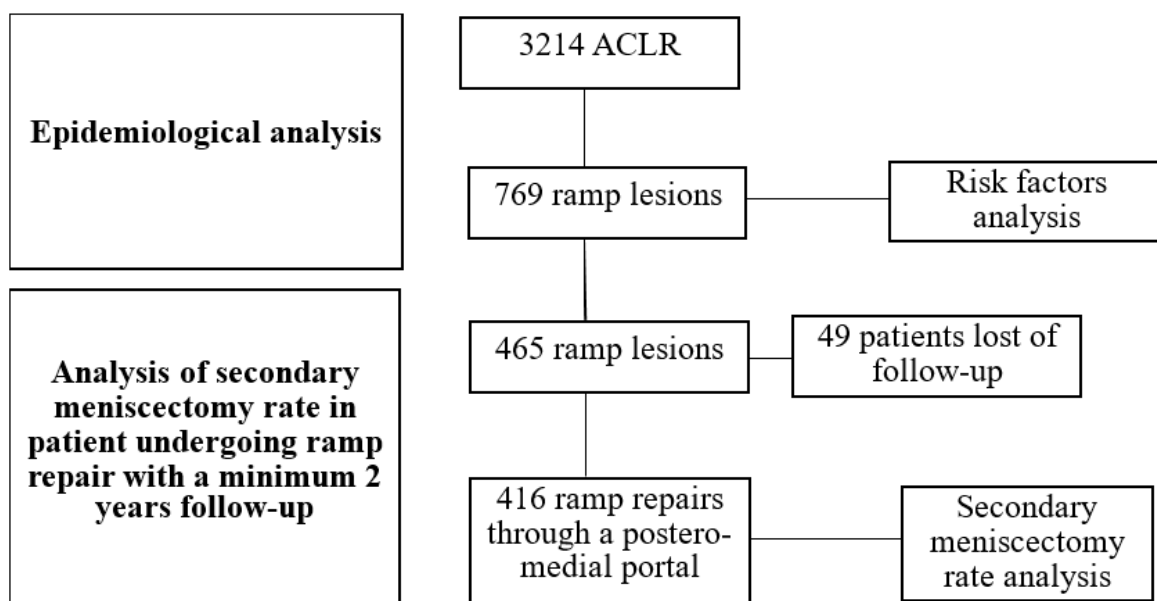 3214 ACLR
Epidemiological analysis
769 ramp lesions
Risk factors
analysis
465 ramp lesions
49 patients lost of
follow-up
Analysis of secondary
meniscectomy rate in
patient undergoing ramp
repair with a minimum 2
years follow-up
416 ramp repairs
through a postero-
medial portal
Secondary
meniscectomy
rate analysis